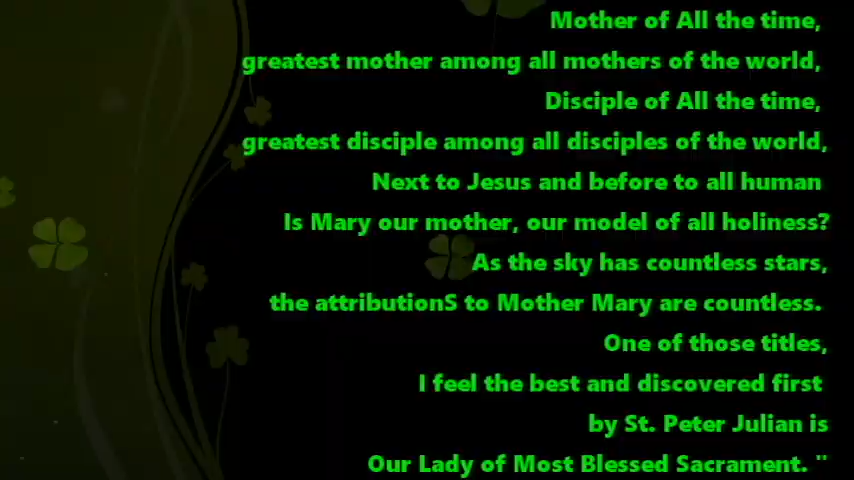 Mother of All the time,
greatest mother among all mothers of the world,
Disciple of All the time,
greatest disciple among all disciples of the world,
Next to Jesus and before to all human
Is Mary our mother, our model of all holiness?
As the sky has countless stars,
the attributionS to Mother Mary are countless.
One of those titles,
I feel the best and discovered first
by St. Peter Julian is
Our Lady of Most Blessed Sacrament. "